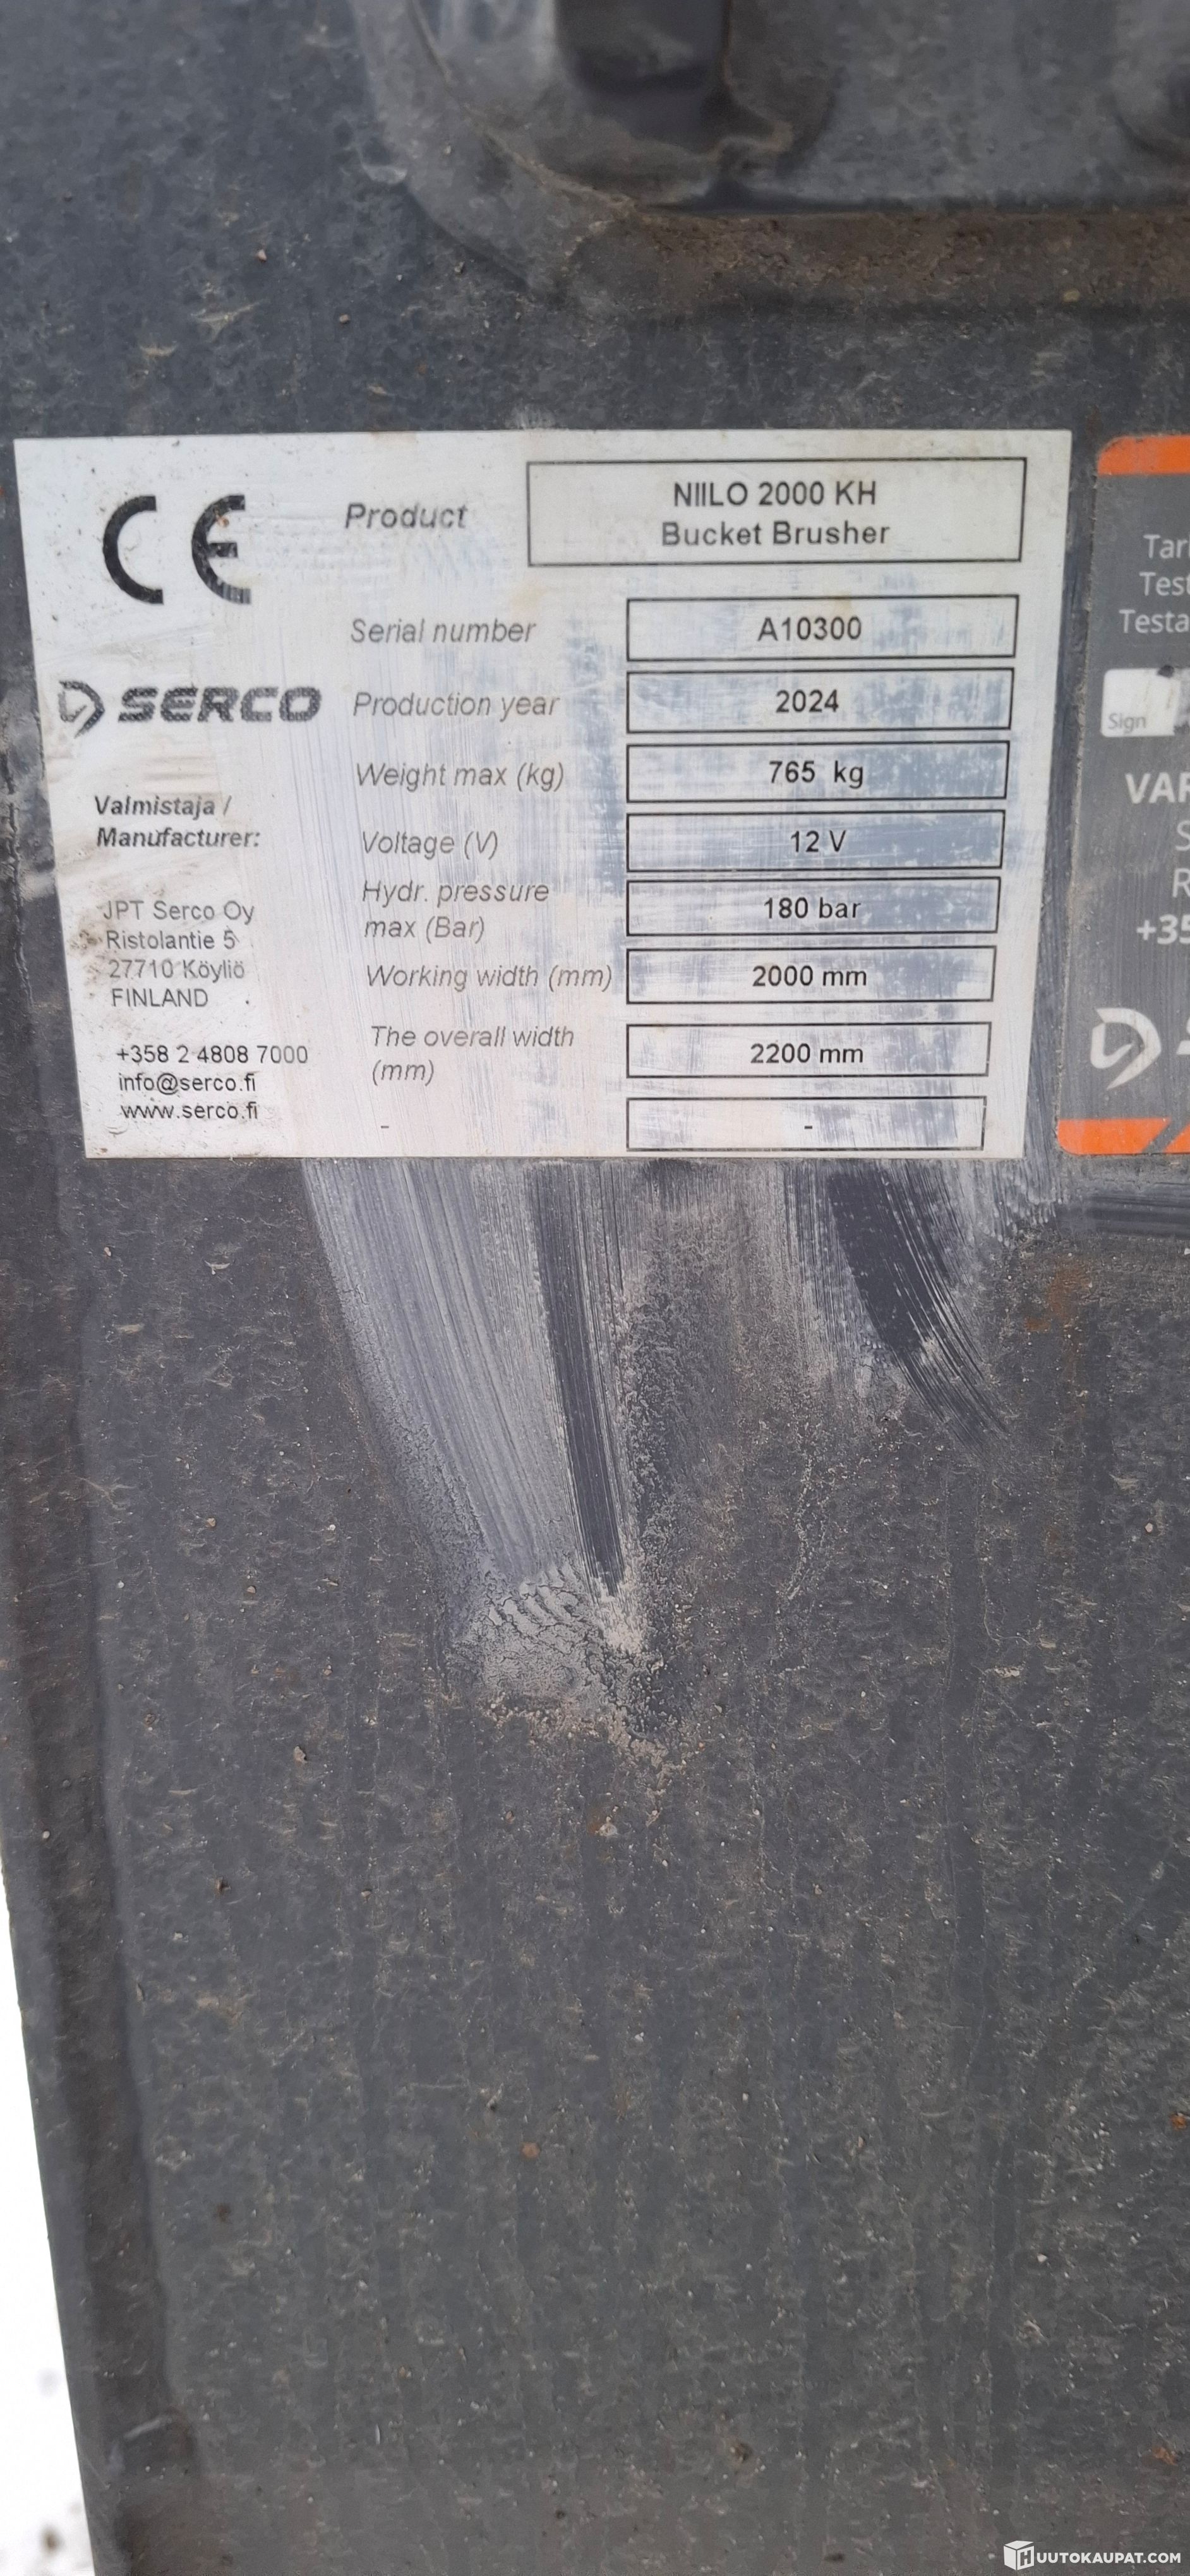 CE
Product
NIILO 2000 KH
Bucket Brusher
Serial number
A10300
SERCO
Production year
2024
Weight max (kg)
765 kg
Valmistaja /
Manufacturer:
Voltage (V)
12 V
Hydr. pressure
max (Bar)
180 bar
JPT Serco Oy
Ristolantie 5
27710 Köyliö
FINLAND
Working width (mm)
2000 mm
The overall width
(mm)
2200 mm
+358 2 4808 7000
info@serco.fi
www.serco.fi
-
-
Sign
HUUTOKAUPAT.COM